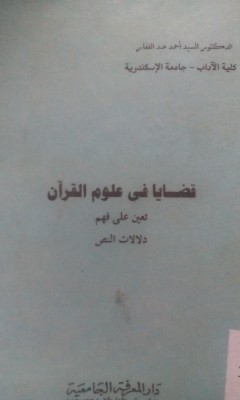 الدكتور السيد أحمد عبد الغفار
كلية الآداب - جامعة الإسكندرية
قضايا فى علوم القرآن
تعين على فهم
دلالات النص
دار المعرفة الجامعية